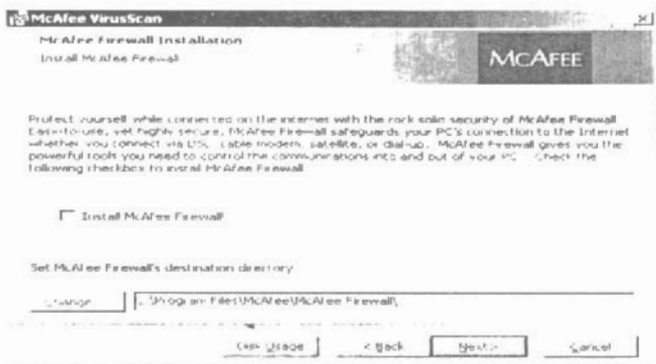 McAfee VirusScan
McAfee Firewall Installation
Install McAfee Firewall
McAFEE
Protect yourself while connected on the internet with the rock solid security of McAfee Firewall
Easy-to-use, yet highly secure, McAfee Firewall safeguards your PC's connection to the Internet
whether you connect via DSL, cable modem, satellite, or dial-up. McAfee Firewall gives you the
powerful tools you need to control the communications into and out of your PC. Check the
following checkbox to install McAfee Firewall
Install McAfee Firewall!
Set McAfee Firewall's destination directory
Change...
\Program Files\McAfee\McAfee Firewall\
Disk Usage
< Back
Next >
Cancel